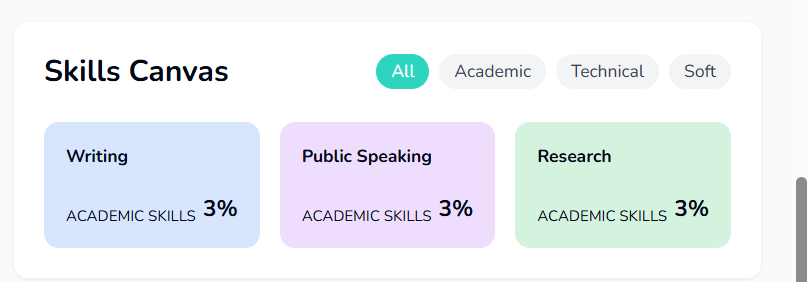 Skills Canvas
All Academic Technical Soft
Writing
ACADEMIC SKILLS 3%
Public Speaking
ACADEMIC SKILLS 3%
Research
ACADEMIC SKILLS 3%